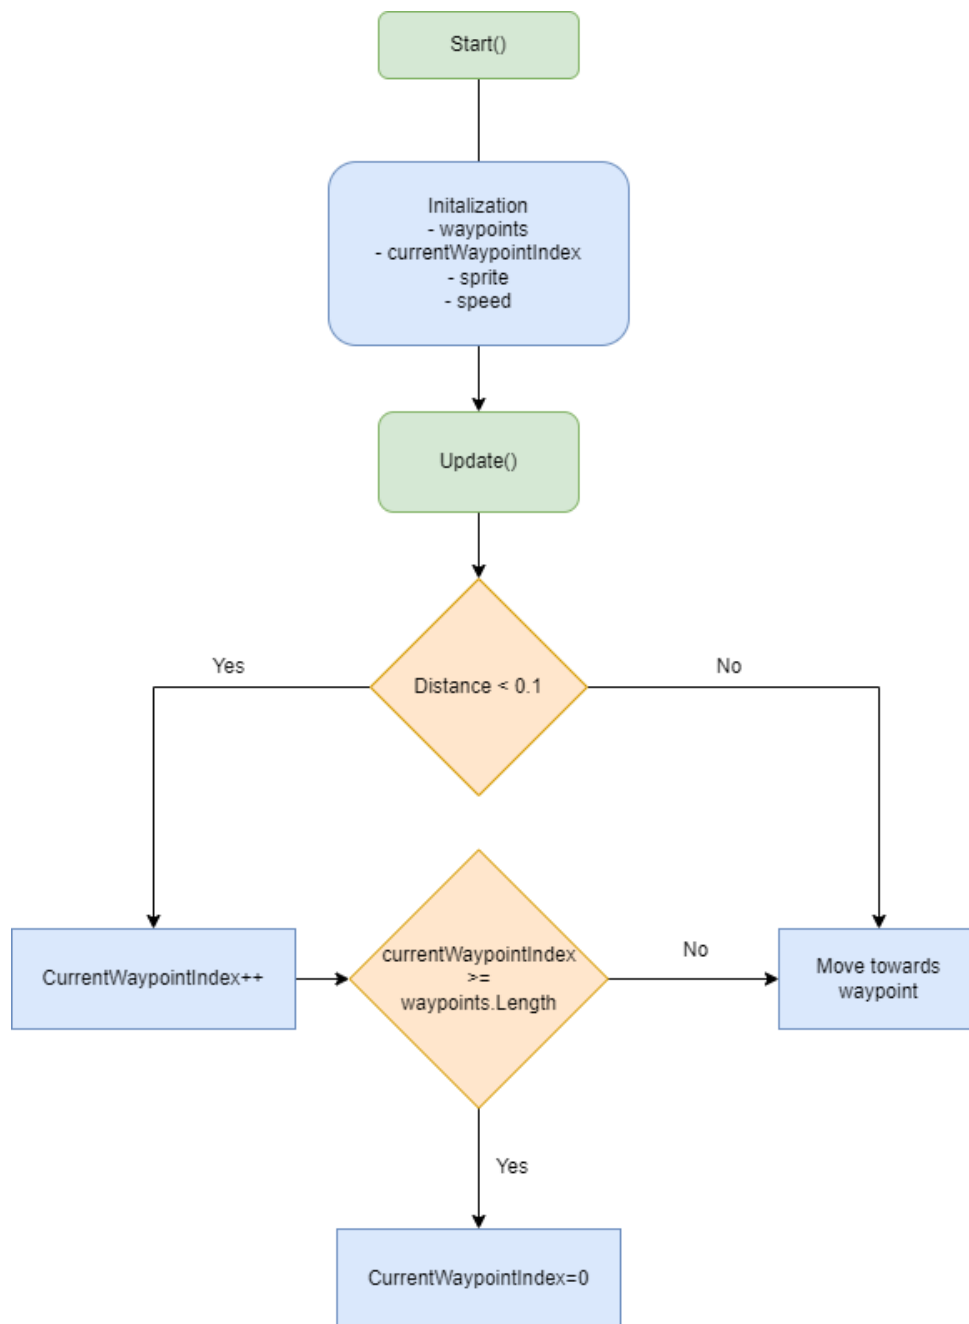 Start()
Initalization
- waypoints
- currentWaypointIndex
- sprite
- speed
Update()
Yes
No
Distance < 0.1
CurrentWaypointIndex++
currentWaypointIndex
>=
waypoints.Length
No
Move towards
waypoint
Yes
CurrentWaypointIndex=0